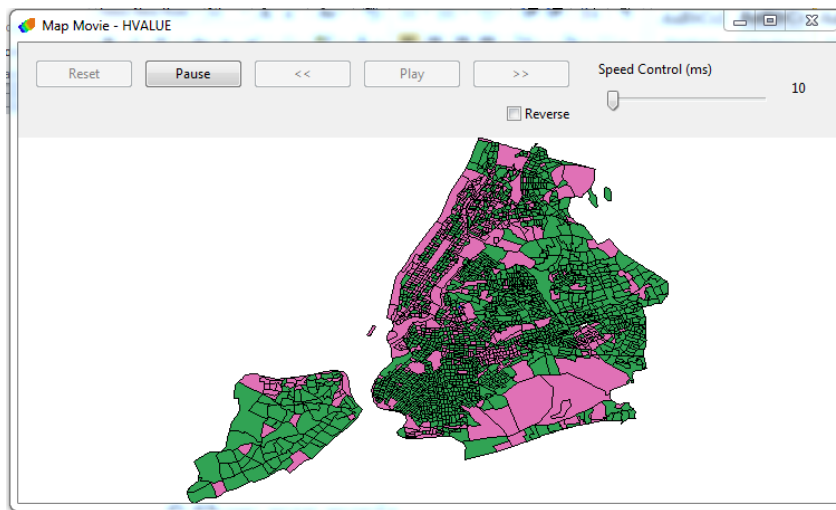 Map Movie - HVALUE
Reset Pause << Play >> Speed Control (ms) 10
Reverse